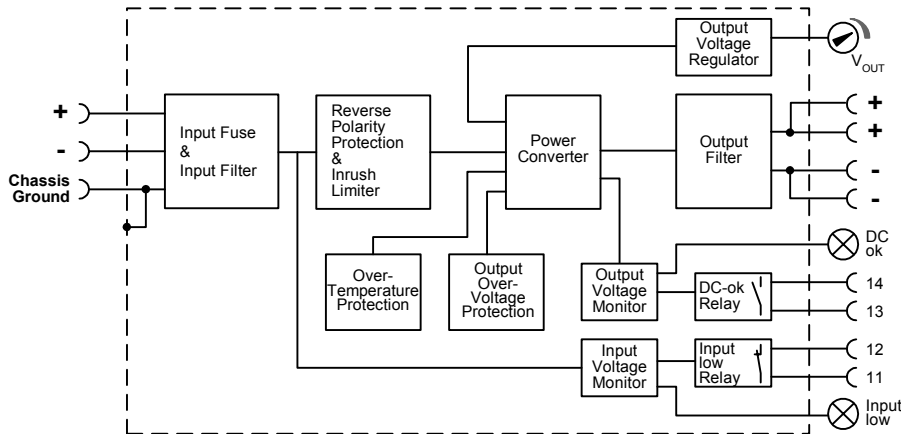 Output
Voltage
Regulator
VOUT
+
-
Chassis
Ground
Input Fuse
&
Input Filter
Reverse
Polarity
Protection
&
Inrush
Limiter
Power
Converter
Output
Filter
+
+
-
-
Over-
Temperature
Protection
Output
Over-
Voltage
Protection
Output
Voltage
Monitor
DC-ok
Relay
DC
ok
14
13
Input
Voltage
Monitor
Input
low
Relay
12
11
Input
low